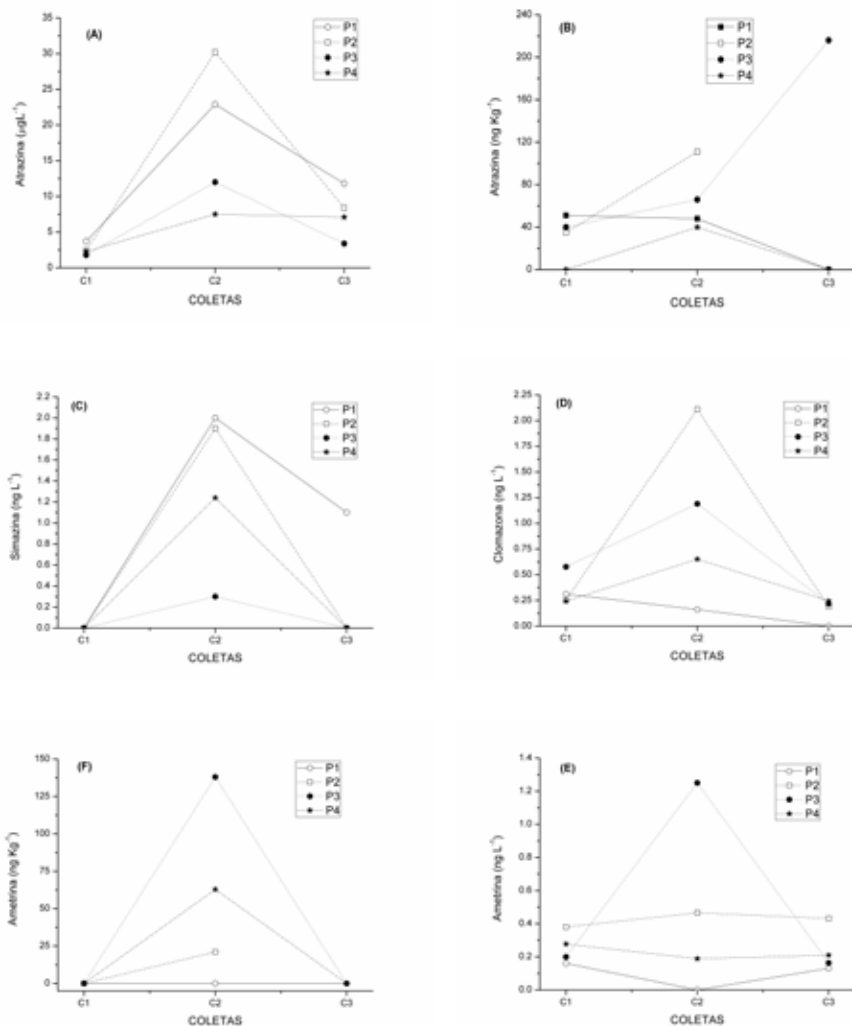 (A)
P1
P2
P3
P4
Atrazina (μgL⁻¹)
35
30
25
20
15
10
5
0
C1 C2 C3
COLETAS
(B)
P1
P2
P3
P4
Atrazina (ng Kg⁻¹)
240
200
160
120
80
40
0
C1 C2 C3
COLETAS
(C)
P1
P2
P3
P4
Simazina (ng L⁻¹)
2.2
2.0
1.8
1.6
1.4
1.2
1.0
0.8
0.6
0.4
0.2
0.0
C1 C2 C3
COLETAS
(D)
P1
P2
P3
P4
Clomazona (ng L⁻¹)
2.25
2.00
1.75
1.50
1.25
1.00
0.75
0.50
0.25
0.00
C1 C2 C3
COLETAS
(F)
P1
P2
P3
P4
Ametrina (ng Kg⁻¹)
150
125
100
75
50
25
0
C1 C2 C3
COLETAS
(E)
P1
P2
P3
P4
Ametrina (ng L⁻¹)
1.4
1.2
1.0
0.8
0.6
0.4
0.2
0.0
C1 C2 C3
COLETAS